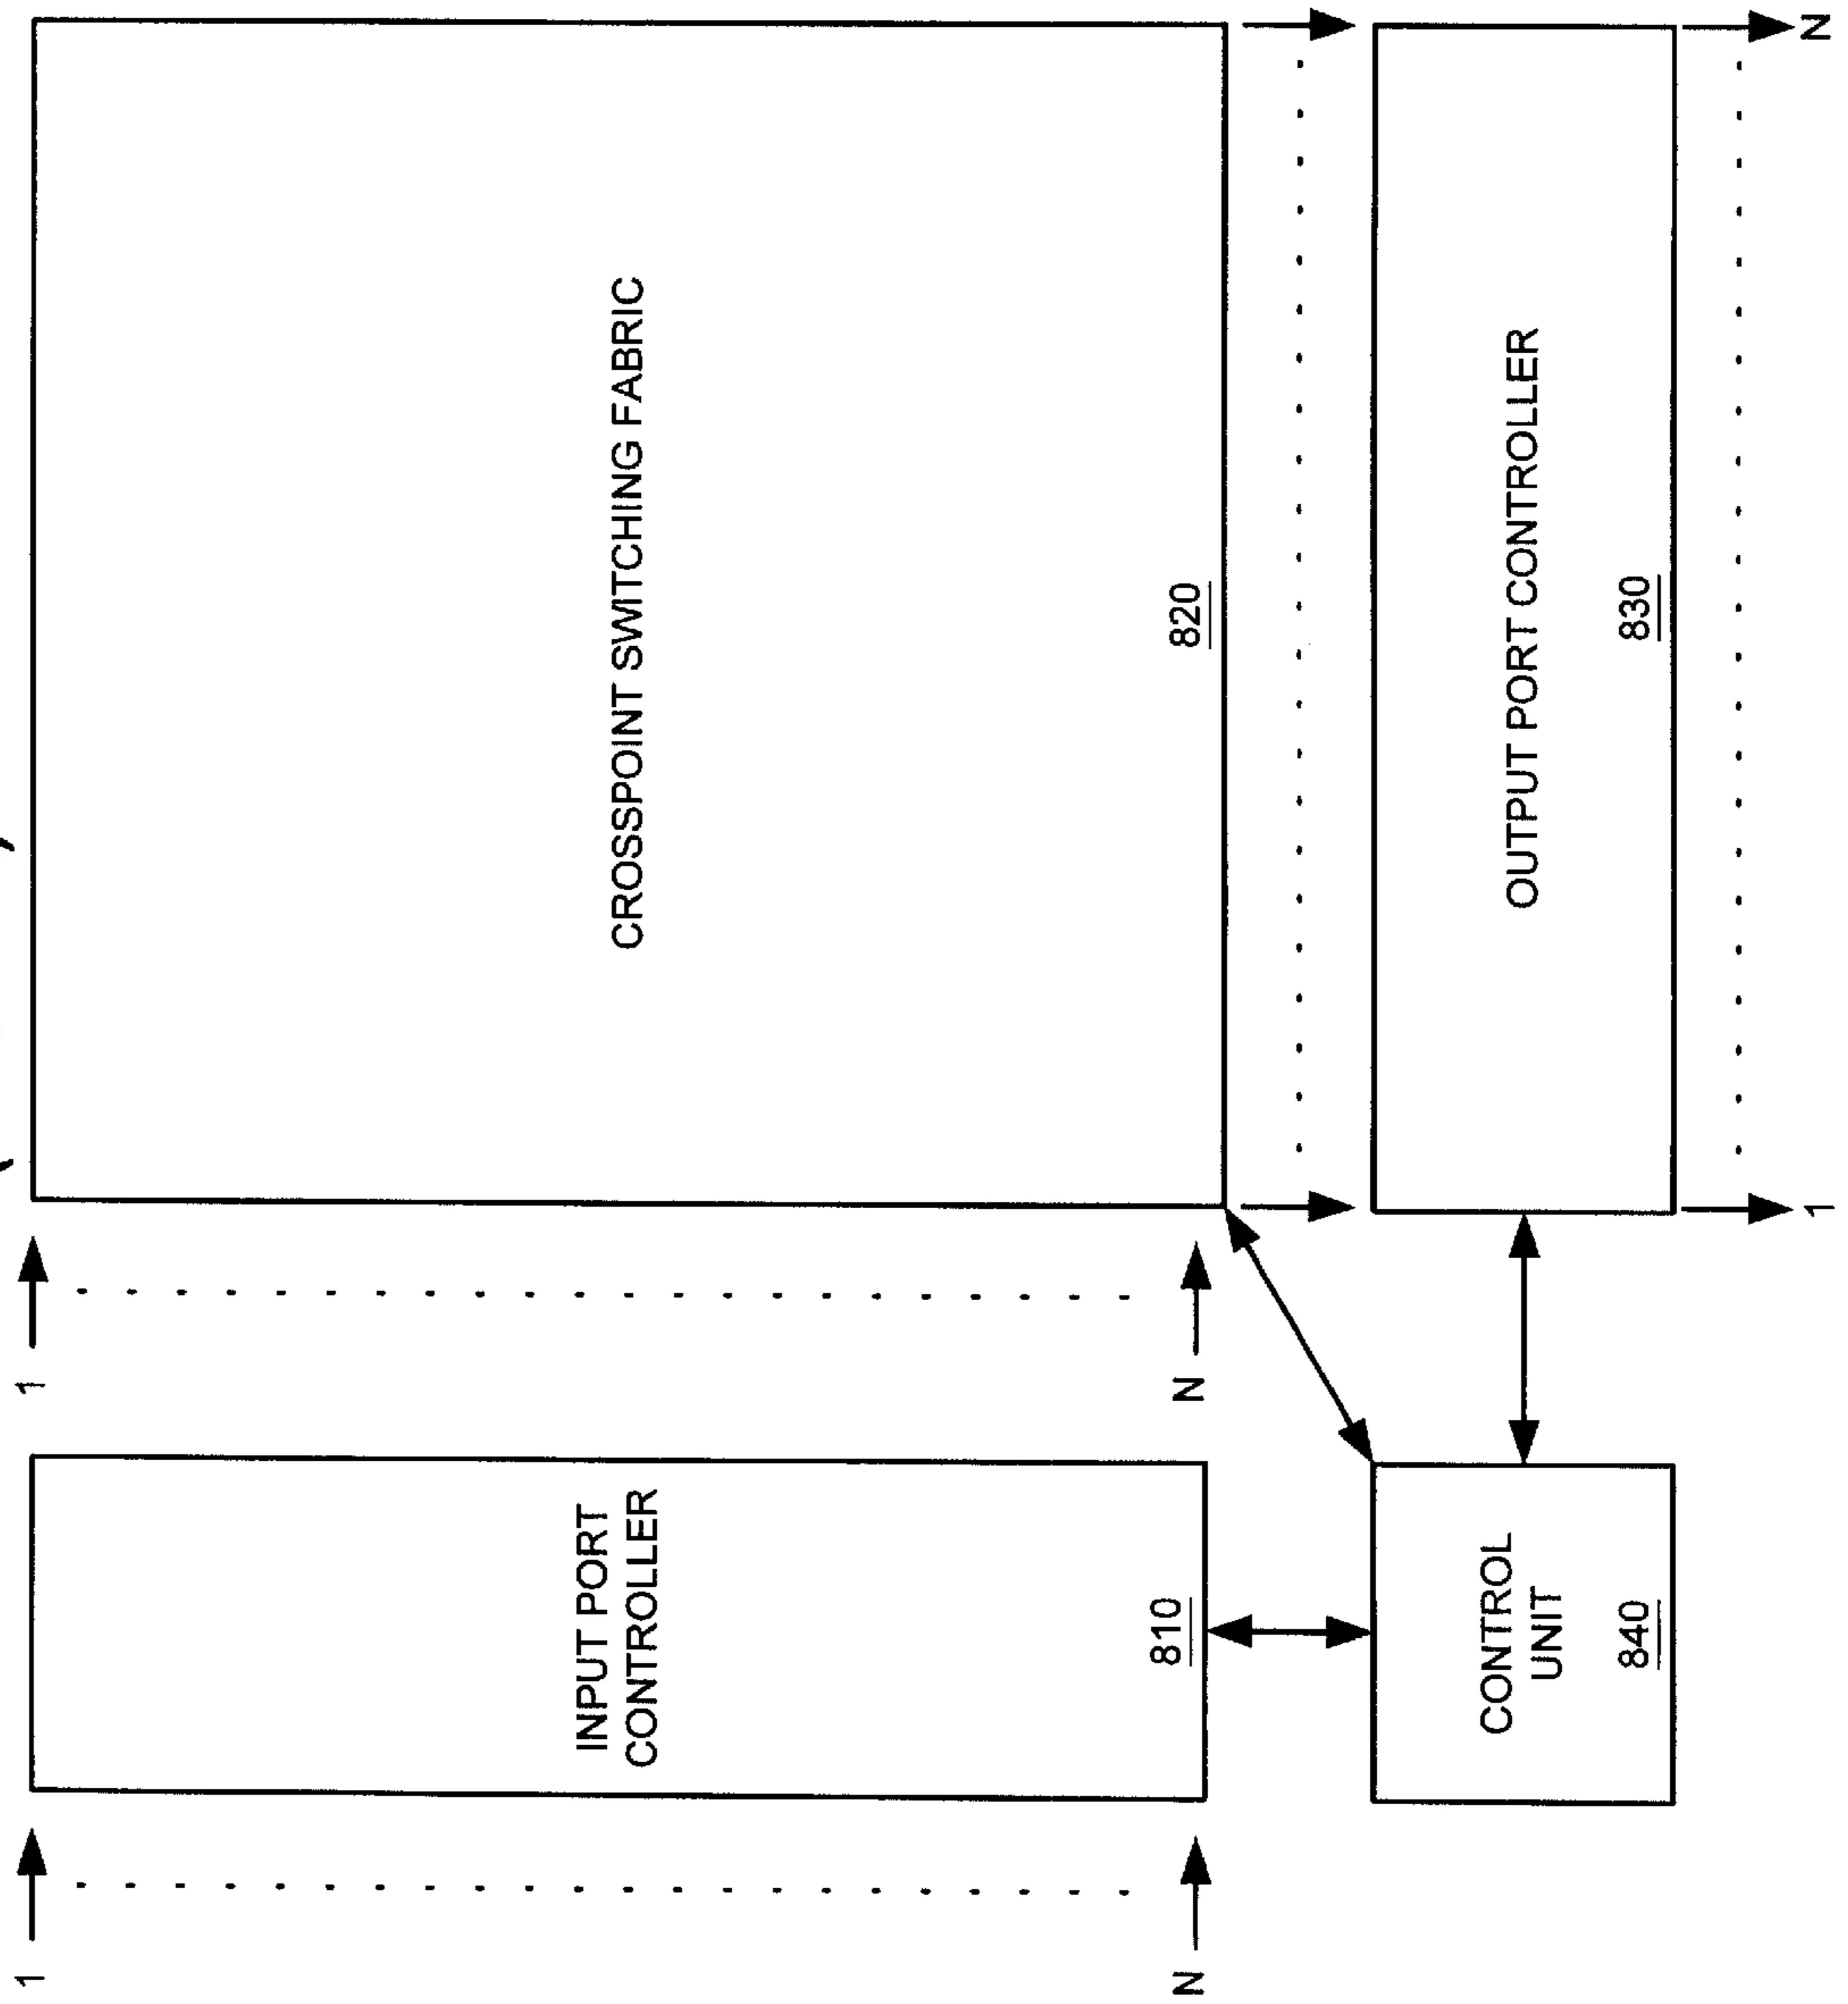 1
1
INPUT PORT
CONTROLLER
810
CROSSPOINT SWITCHING FABRIC
820
N
N
CONTROL
UNIT
840
OUTPUT PORT CONTROLLER
830
1
N